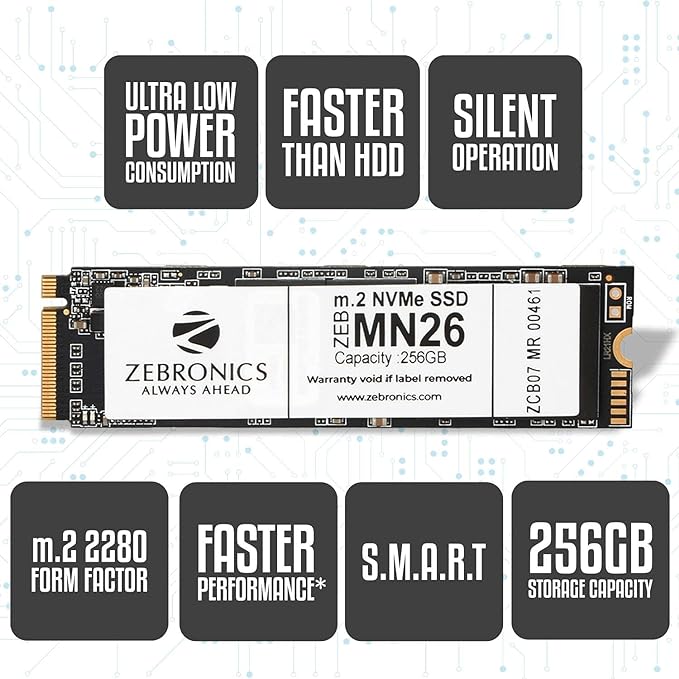 ULTRA LOW
POWER
CONSUMPTION
FASTER
THAN HDD
SILENT
OPERATION
ZEBRONICS
ALWAYS AHEAD
ZEB
m.2 NVMe SSD
MN26
Capacity :256GB
Warranty void if label removed
www.zebronics.com
ZCB07 MR 00461
ROM
m.2 2280
FORM FACTOR
FASTER
PERFORMANCE*
S.M.A.R.T
256GB
STORAGE CAPACITY